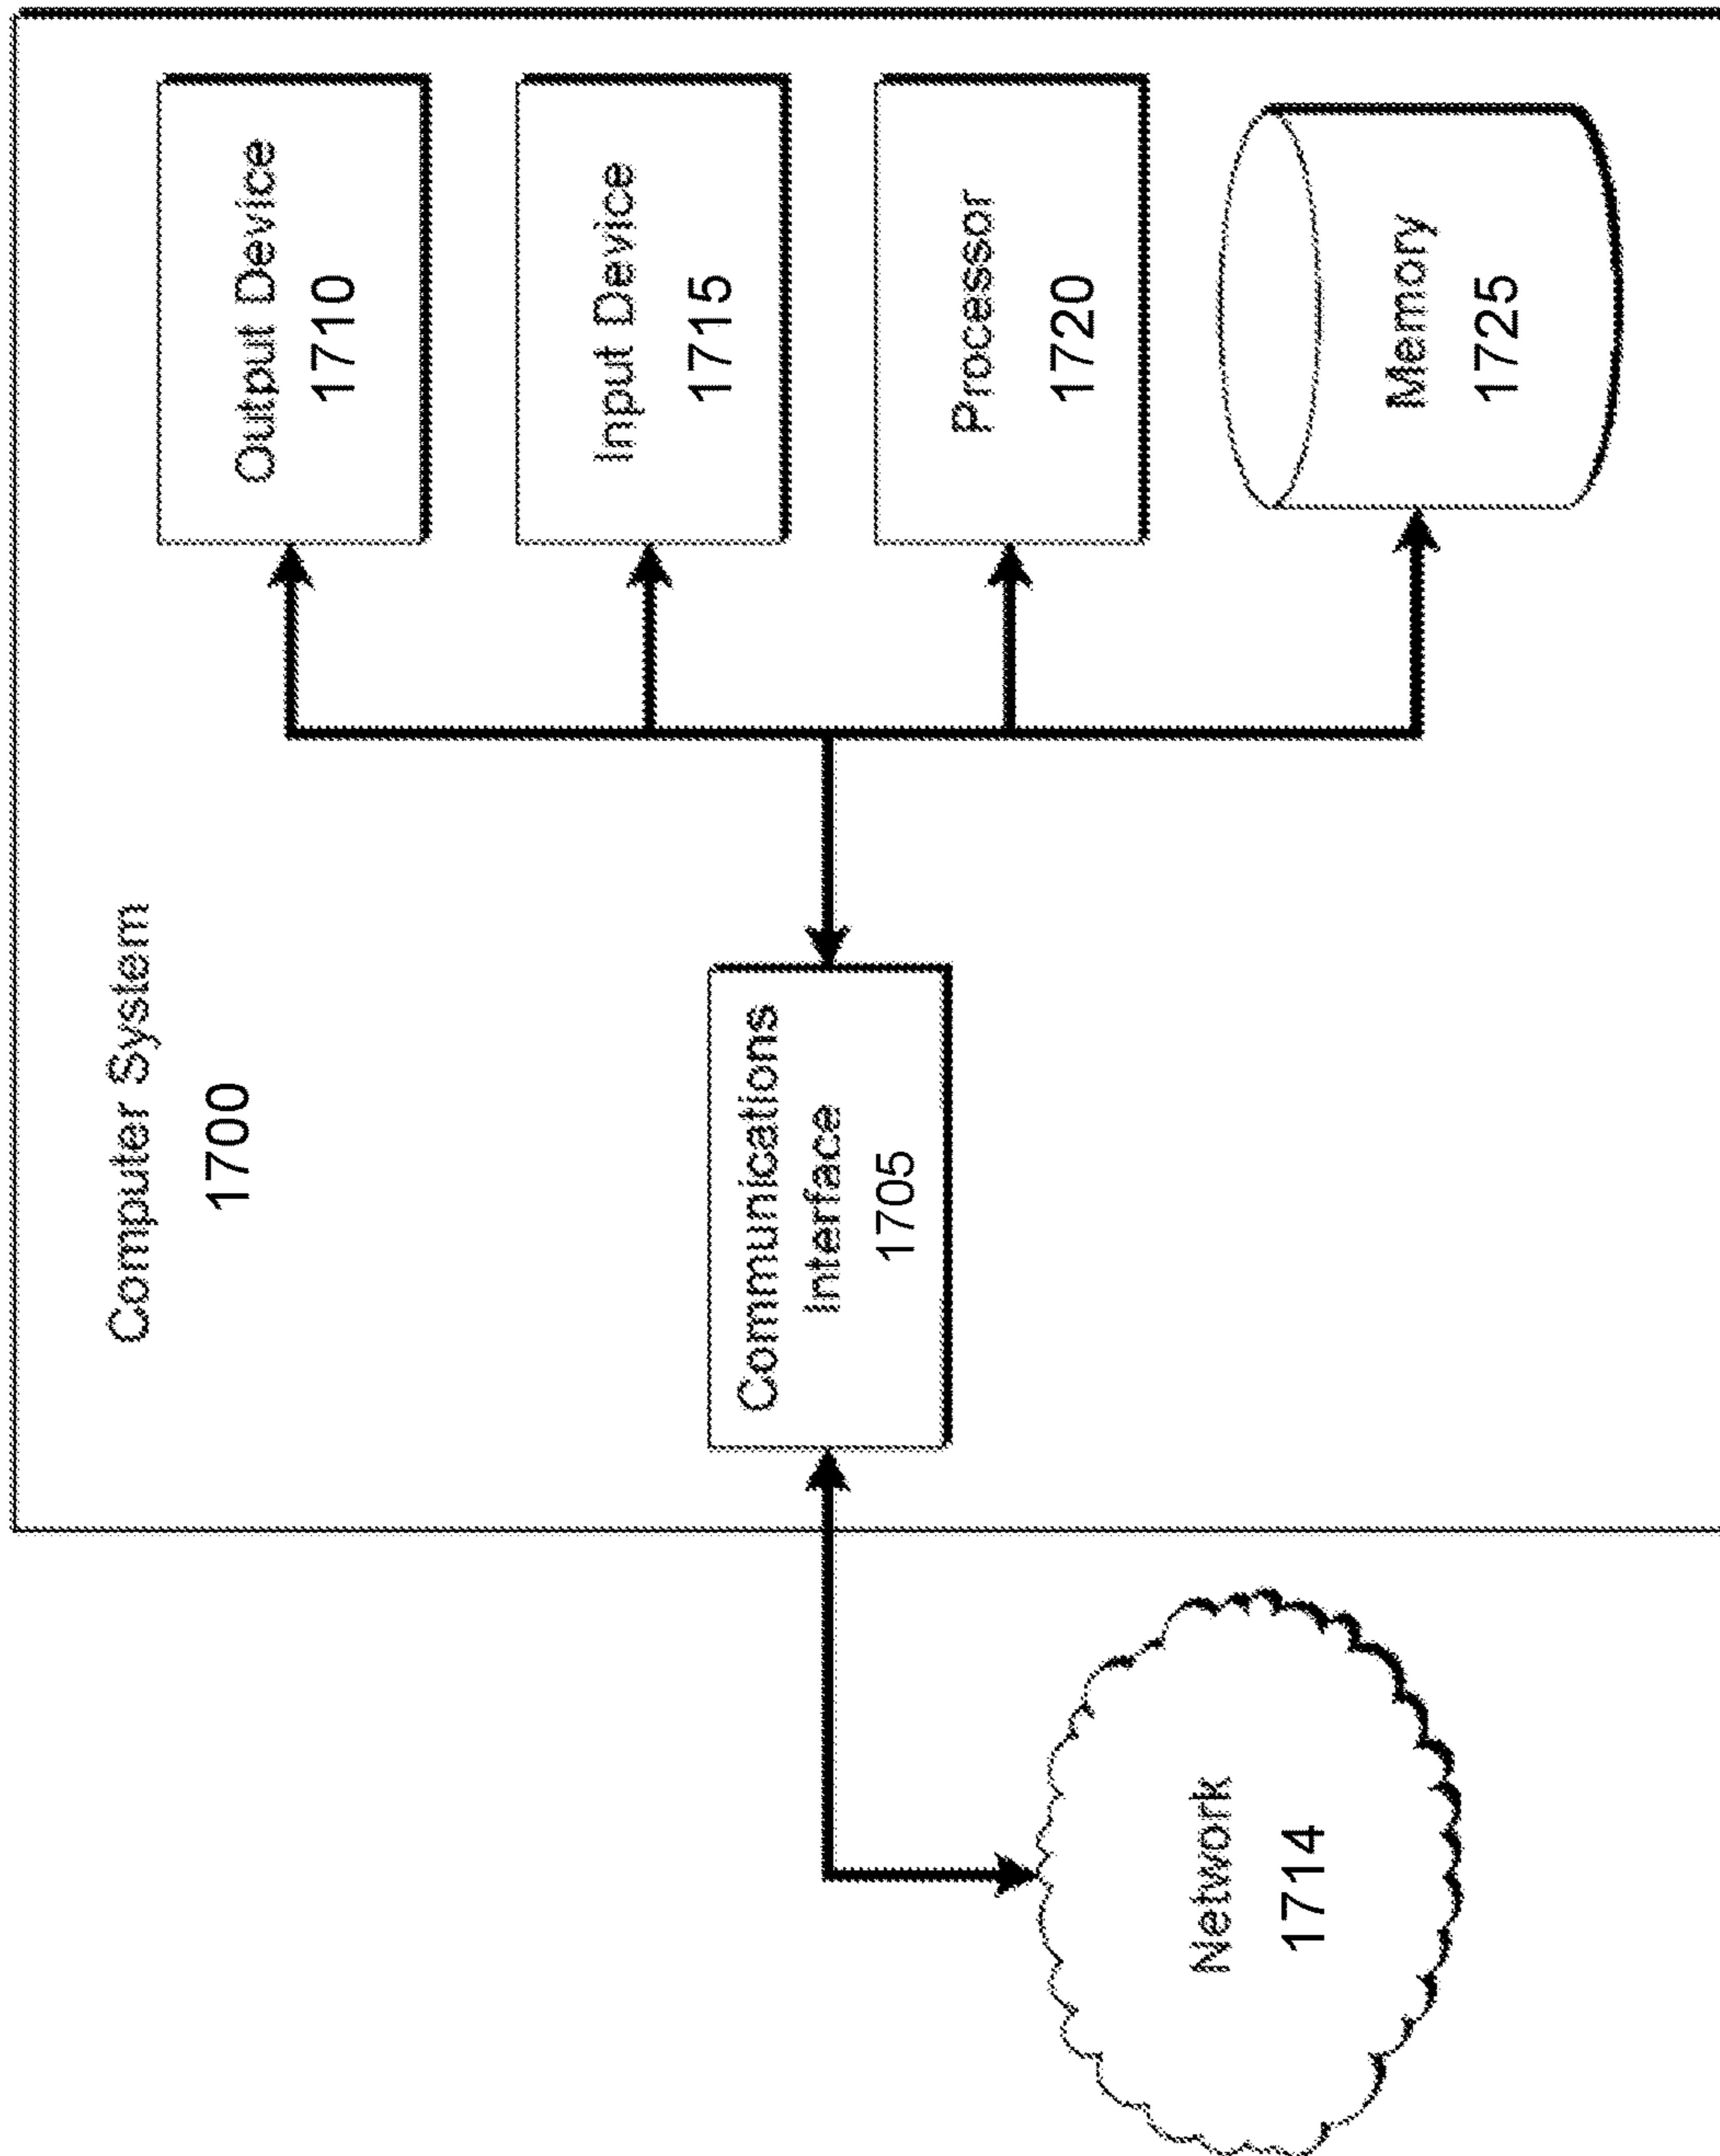 Computer System
1700
Output Device
1710
Input Device
1715
Communications
Interface
1705
Processor
1720
Network
1714
Memory
1725